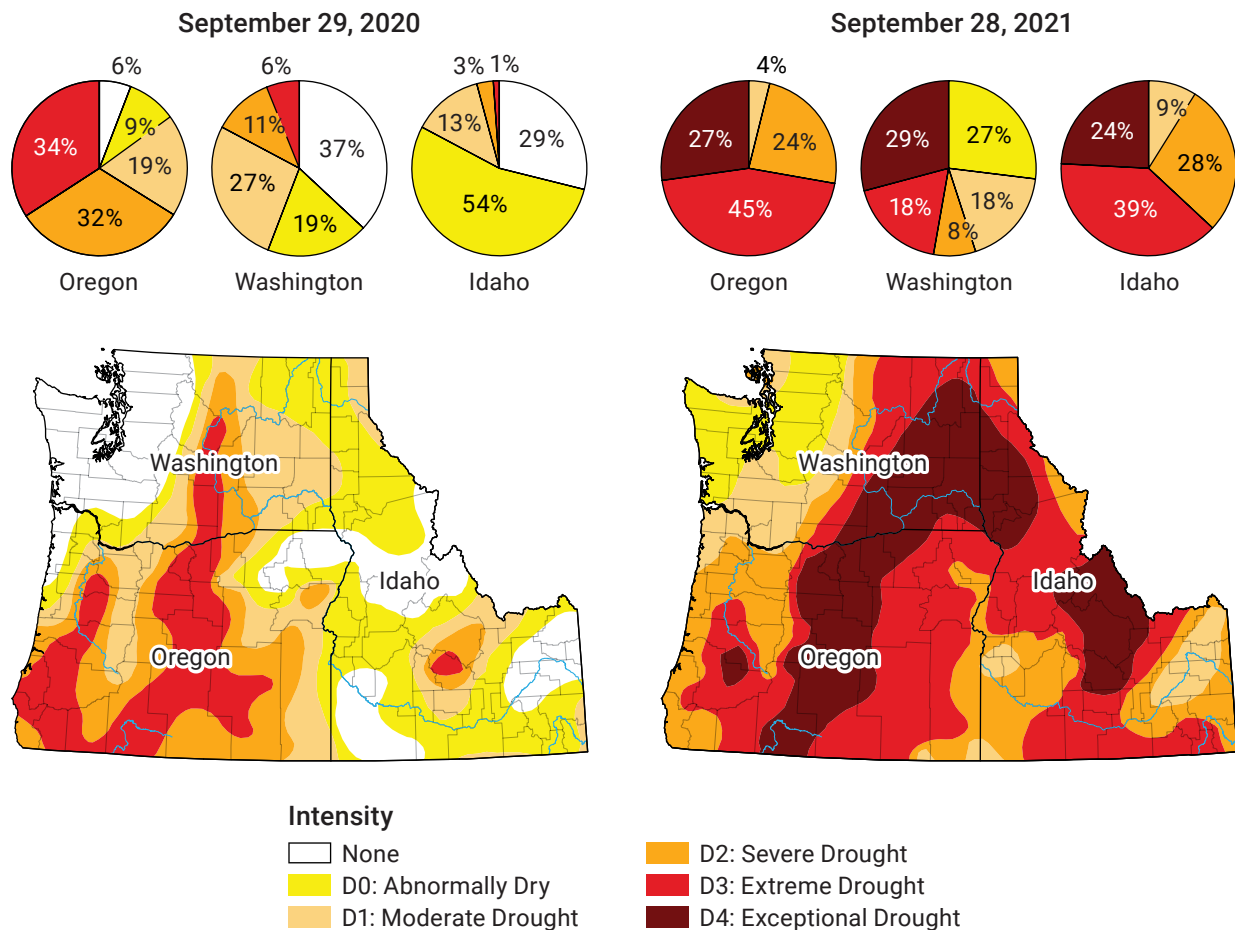 September 29, 2020
September 28, 2021
6%
9%
19%
32%
34%
Oregon
6%
37%
19%
27%
11%
Washington
3%
1%
29%
54%
13%
Idaho
4%
24%
45%
27%
Oregon
27%
18%
8%
18%
29%
Washington
9%
28%
39%
24%
Idaho
Washington
Idaho
Oregon
Washington
Idaho
Oregon
Intensity
None
D0: Abnormally Dry
D1: Moderate Drought
D2: Severe Drought
D3: Extreme Drought
D4: Exceptional Drought